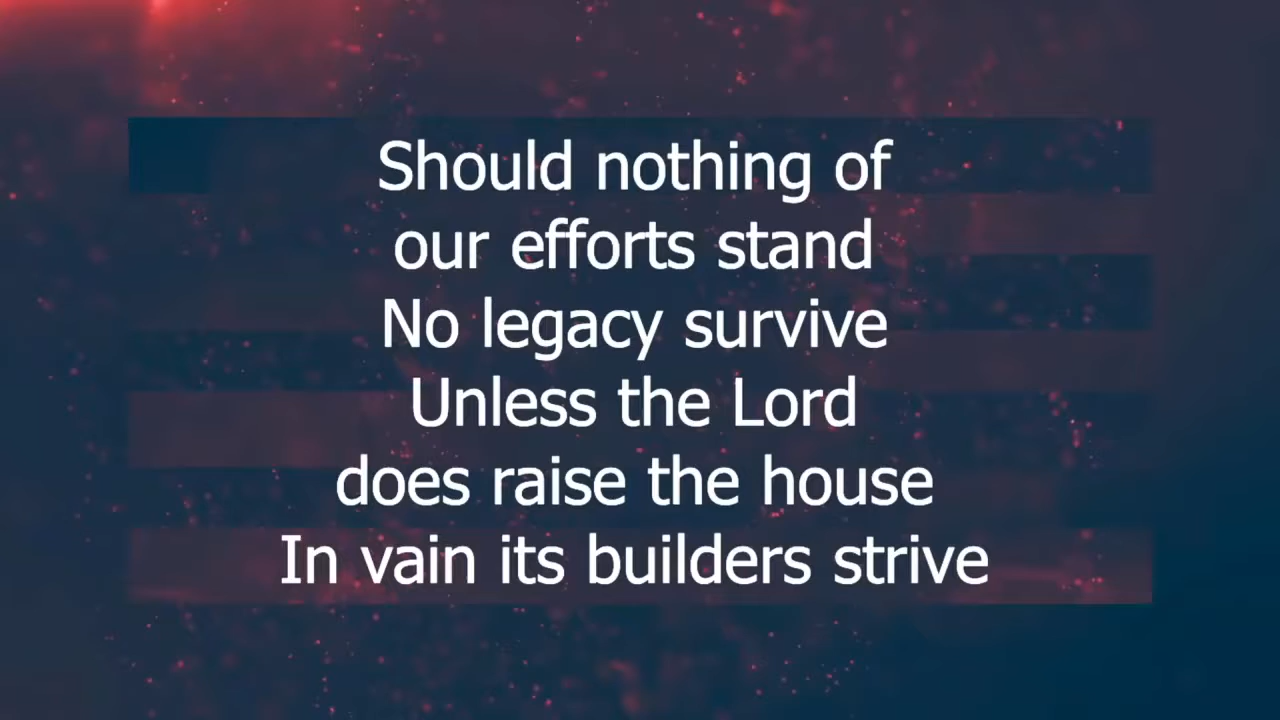 Should nothing of
our efforts stand
No legacy survive
Unless the Lord
does raise the house
In vain its builders strive